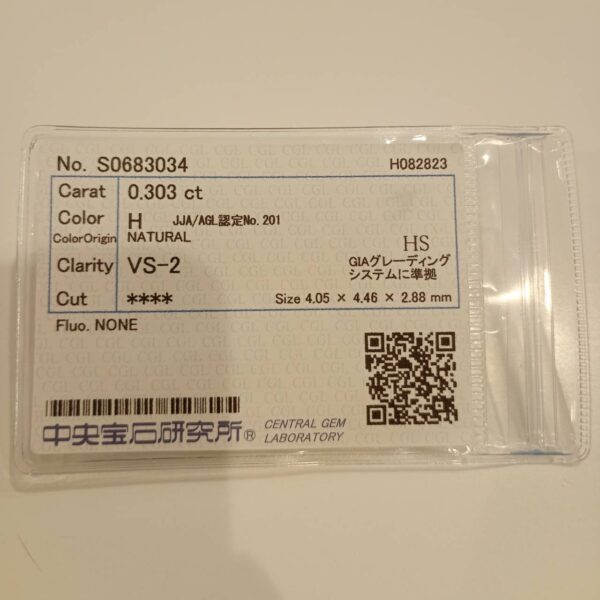 No. S0683034 H082823
Carat 0.303 ct
Color H JJA/AGL認定No.201
ColorOrigin NATURAL
HS
Clarity VS-2 GIAグレーディング
システムに準拠
Cut **** Size 4.05 × 4.46 × 2.88 mm
Fluo. NONE
中央宝石研究所® CENTRAL GEM
LABORATORY